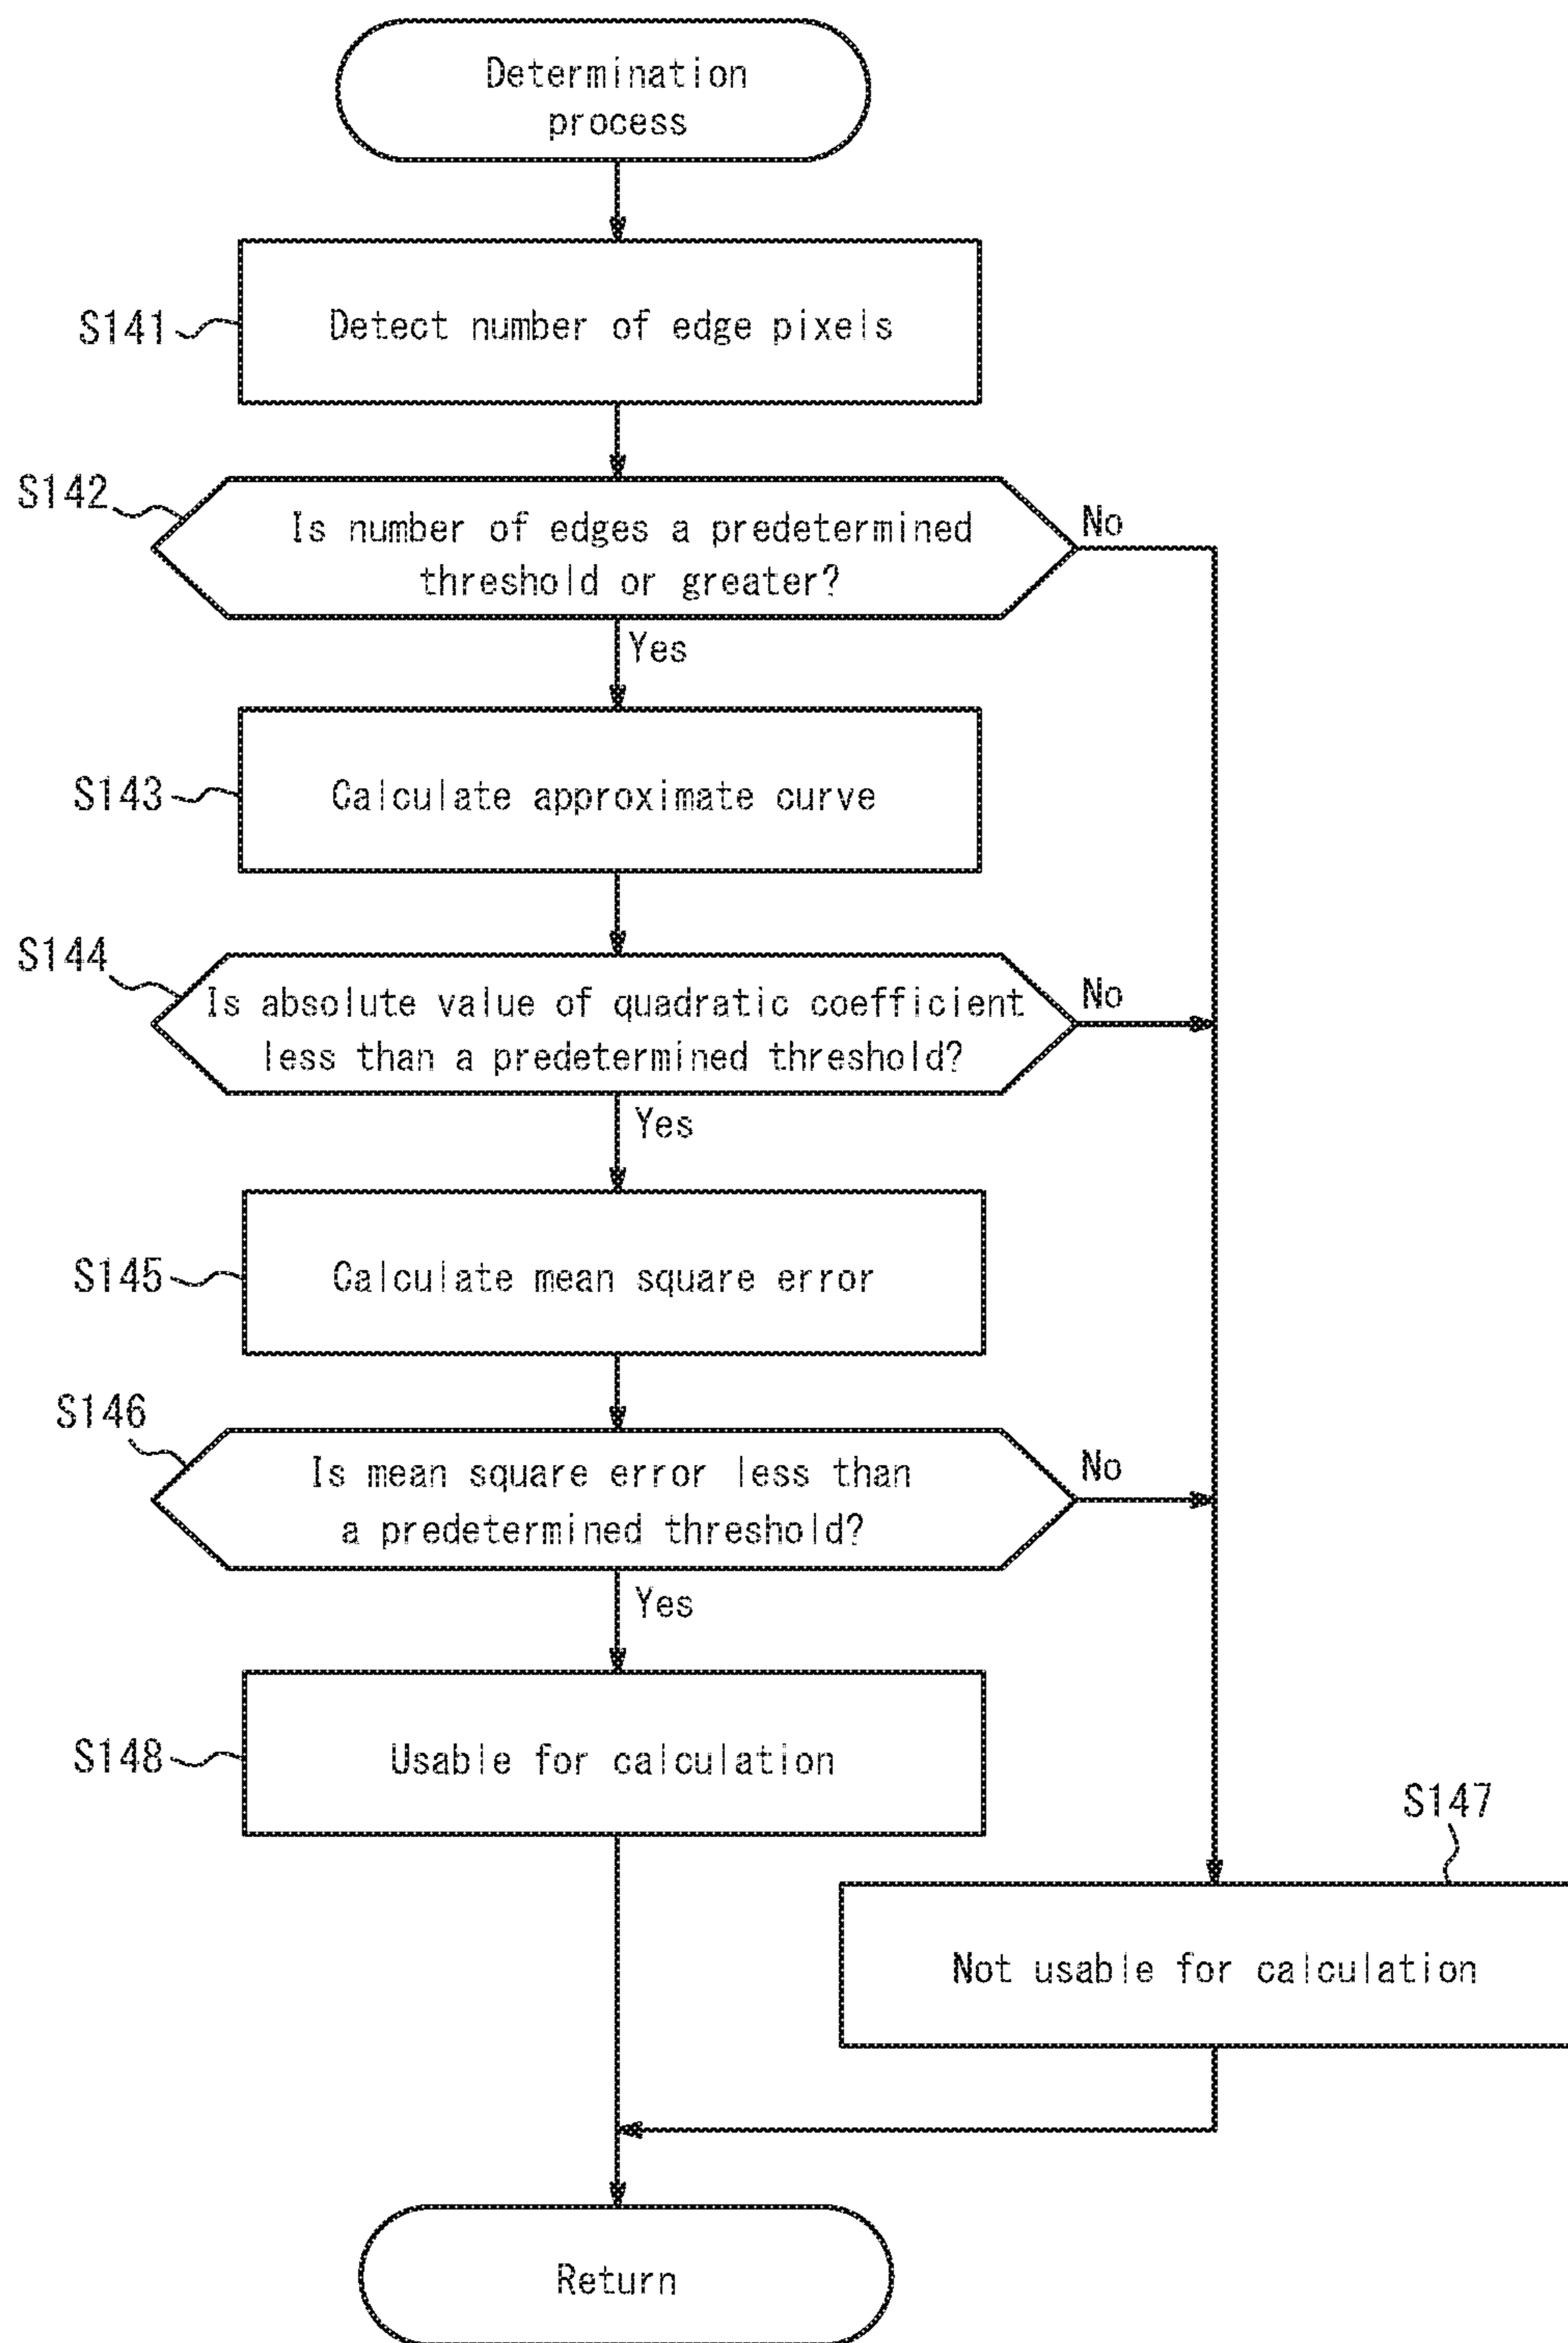 Determination
process
S141
Detect number of edge pixels
S142
Is number of edges a predetermined
threshold or greater?
No
Yes
S143
Calculate approximate curve
S144
Is absolute value of quadratic coefficient
less than a predetermined threshold?
No
Yes
S145
Calculate mean square error
S146
Is mean square error less than
a predetermined threshold?
No
Yes
S148
Usable for calculation
S147
Not usable for calculation
Return